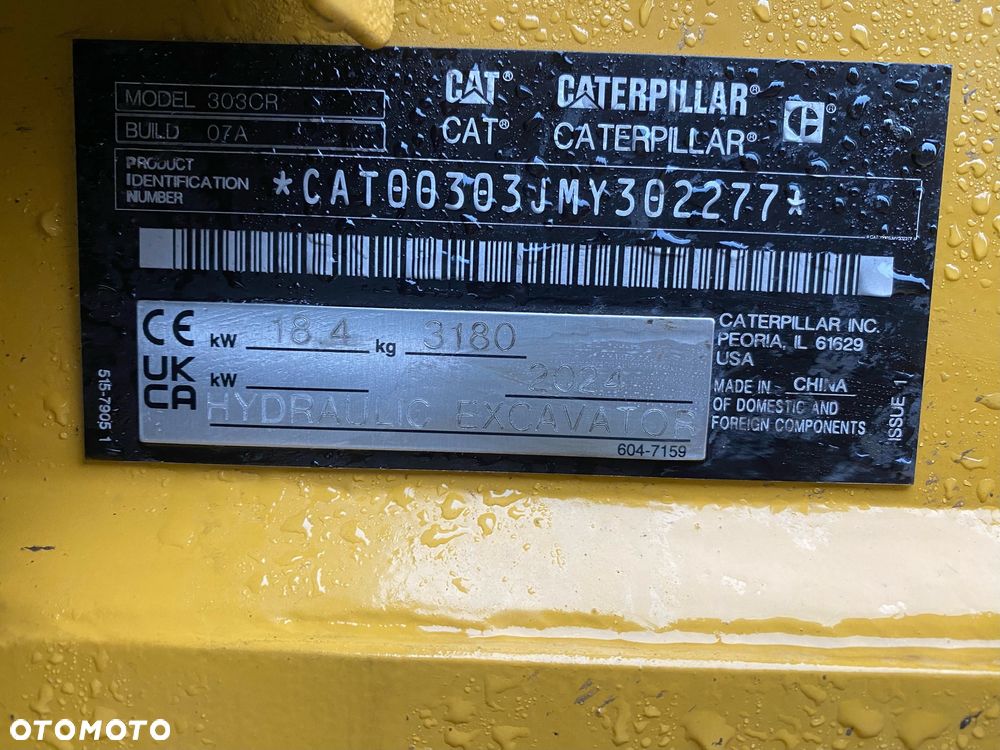 MODEL 303CR
BUILD 07A
CAT® CATERPILLAR®
CAT® CATERPILLAR®
C®
PRODUCT
IDENTIFICATION
NUMBER
*CAT00303JMY302277*
CE
UK
CA
kW 18.4 kg 3180
kW 2024
HYDRAULIC EXCAVATOR
604-7159
CATERPILLAR INC.
PEORIA, IL 61629
USA
MADE IN CHINA
OF DOMESTIC AND
FOREIGN COMPONENTS
ISSUE 1
515-7905 1
OTOMOTO